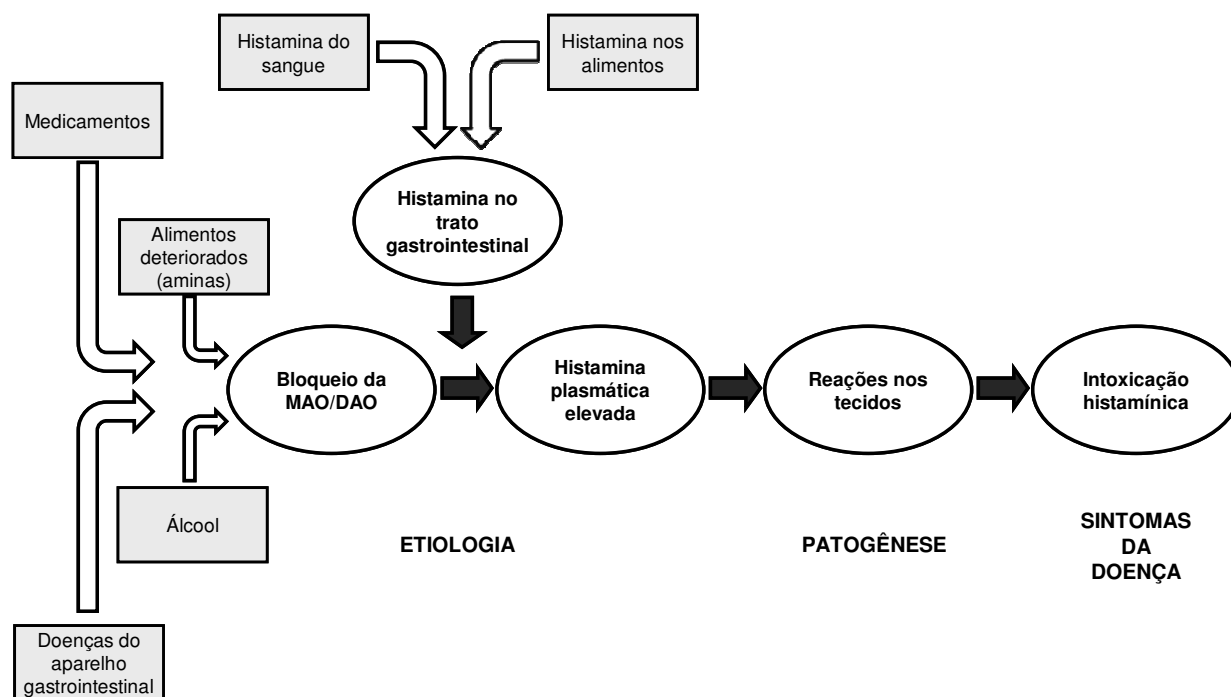 Histamina do
sangue
Histamina nos
alimentos
Medicamentos
Histamina no
trato
gastrointestinal
Alimentos
deteriorados
(aminas)
Bloqueio da
MAO/DAO
Histamina
plasmática
elevada
Reações nos
tecidos
Intoxicação
histamínica
Álcool
ETIOLOGIA
PATOGÊNESE
SINTOMAS
DA
DOENÇA
Doenças do
aparelho
gastrointestinal